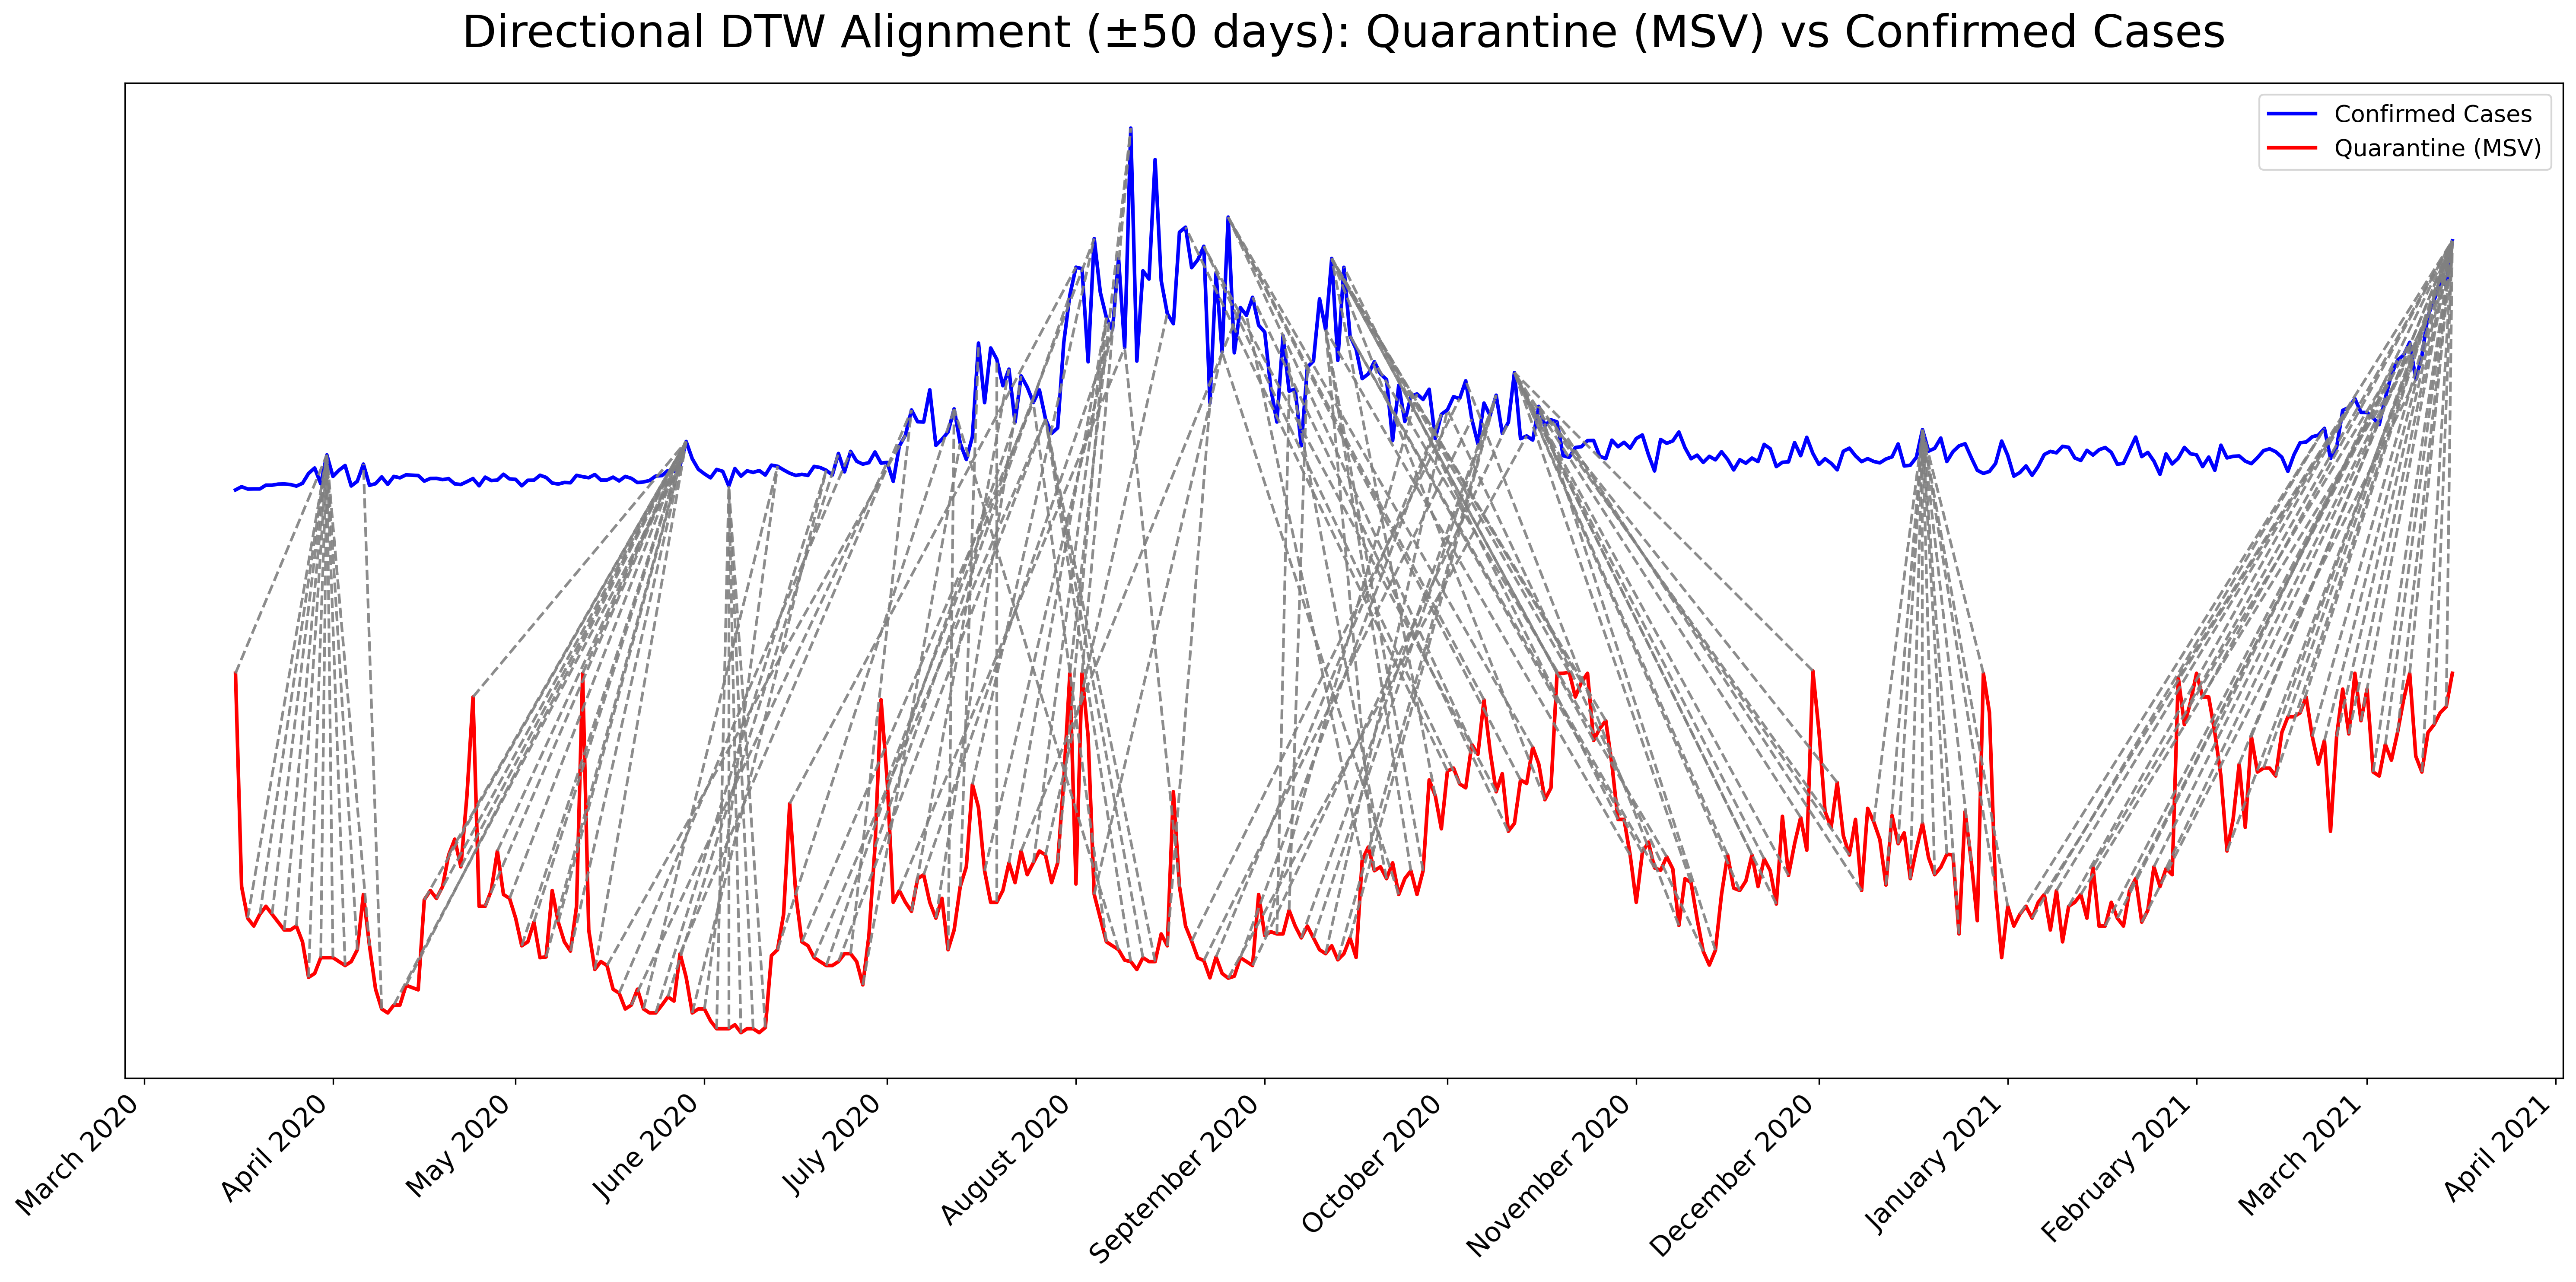 Directional DTW Alignment (±50 days): Quarantine (MSV) vs Confirmed Cases
Confirmed Cases
Quarantine (MSV)
March 2020
April 2020
May 2020
June 2020
July 2020
August 2020
September 2020
October 2020
November 2020
December 2020
January 2021
February 2021
March 2021
April 2021